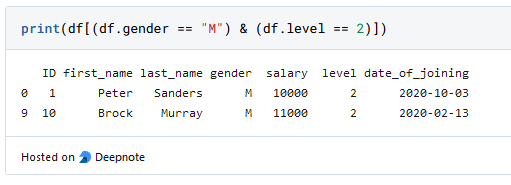 print(df[(df.gender == "M") & (df.level == 2)])
ID first_name last_name gender salary level date_of_joining
0 1 Peter Sanders M 10000 2 2020-10-03
9 10 Brock Murray M 11000 2 2020-02-13
Hosted on Deepnote